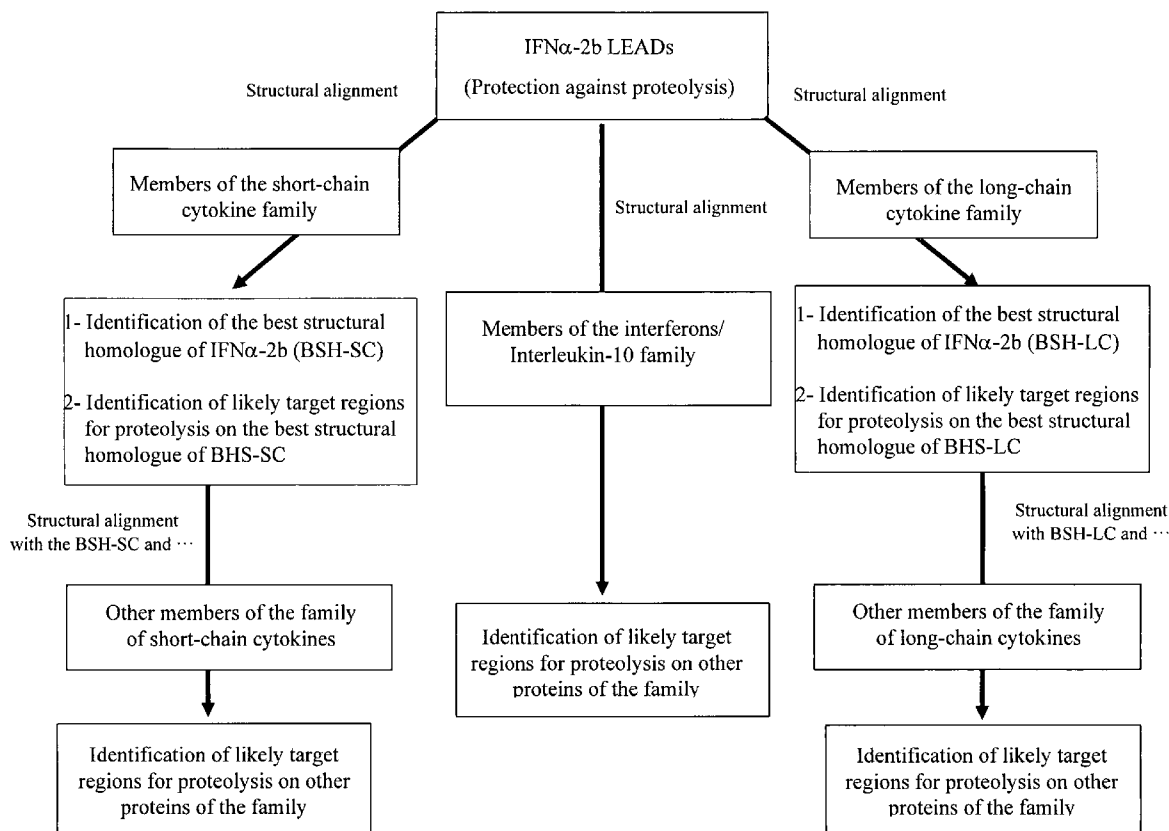 IFNα-2b LEADs
(Protection against proteolysis)
Structural alignment
Structural alignment
Members of the short-chain
cytokine family
Structural alignment
Members of the long-chain
cytokine family
1- Identification of the best structural
homologue of IFNα-2b (BSH-SC)
2- Identification of likely target regions
for proteolysis on the best structural
homologue of BHS-SC
Members of the interferons/
Interleukin-10 family
1- Identification of the best structural
homologue of IFNα-2b (BSH-LC)
2- Identification of likely target regions
for proteolysis on the best structural
homologue of BHS-LC
Structural alignment
with the BSH-SC and ···
Structural alignment
with BSH-LC and ···
Other members of the family
of short-chain cytokines
Identification of likely target
regions for proteolysis on other
proteins of the family
Other members of the family
of long-chain cytokines
Identification of likely target
regions for proteolysis on other
proteins of the family
Identification of likely target
regions for proteolysis on other
proteins of the family